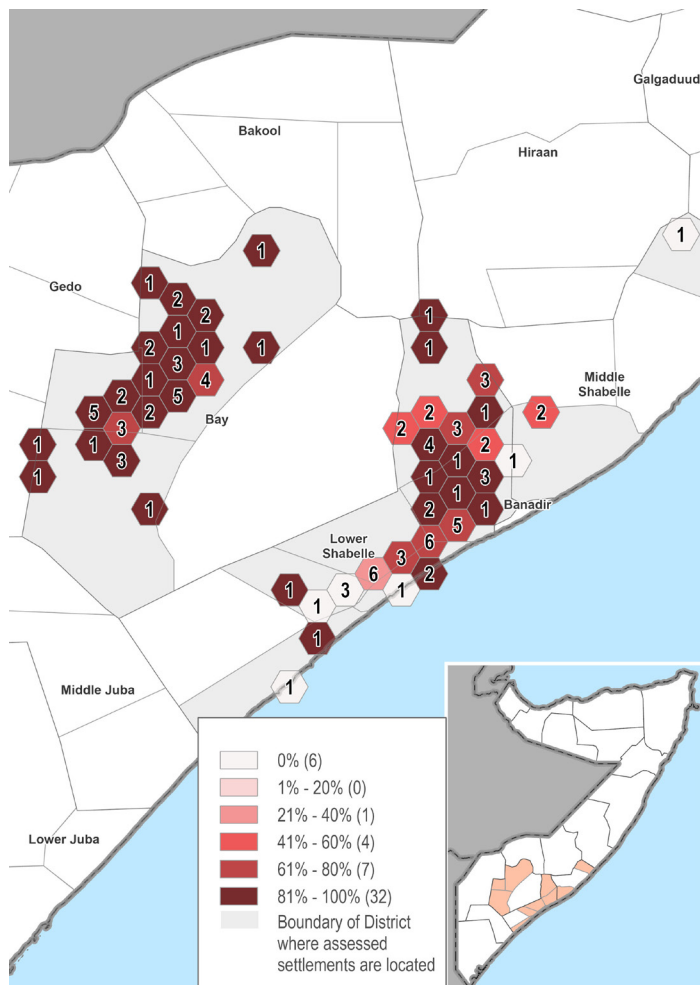 Galgaduud
Bakool
Hiraan
1
1
Gedo
1
2
2
1
1
2
1
1
1
3
1
Middle
Shabelle
1
5
4
3
2
5
2
2
1
2
Bay
3
2
3
2
1
1
3
4
1
1
1
1
3
1
1
2
1
Banadir
5
Lower
Shabelle
6
3
6
2
1
3
1
1
1
Middle Juba
1
Lower Juba
0% (6)
1% - 20% (0)
21% - 40% (1)
41% - 60% (4)
61% - 80% (7)
81% - 100% (32)
Boundary of District
where assessed
settlements are located